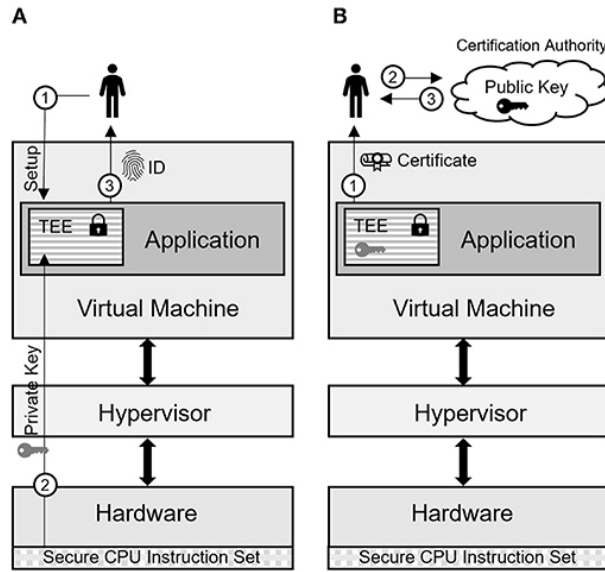 A
1
Setup
3
ID
TEE
Application
Virtual Machine
Private Key
Hypervisor
2
Hardware
Secure CPU Instruction Set
B
Certification Authority
2
3
Public Key
Certificate
1
TEE
Application
Virtual Machine
Hypervisor
Hardware
Secure CPU Instruction Set